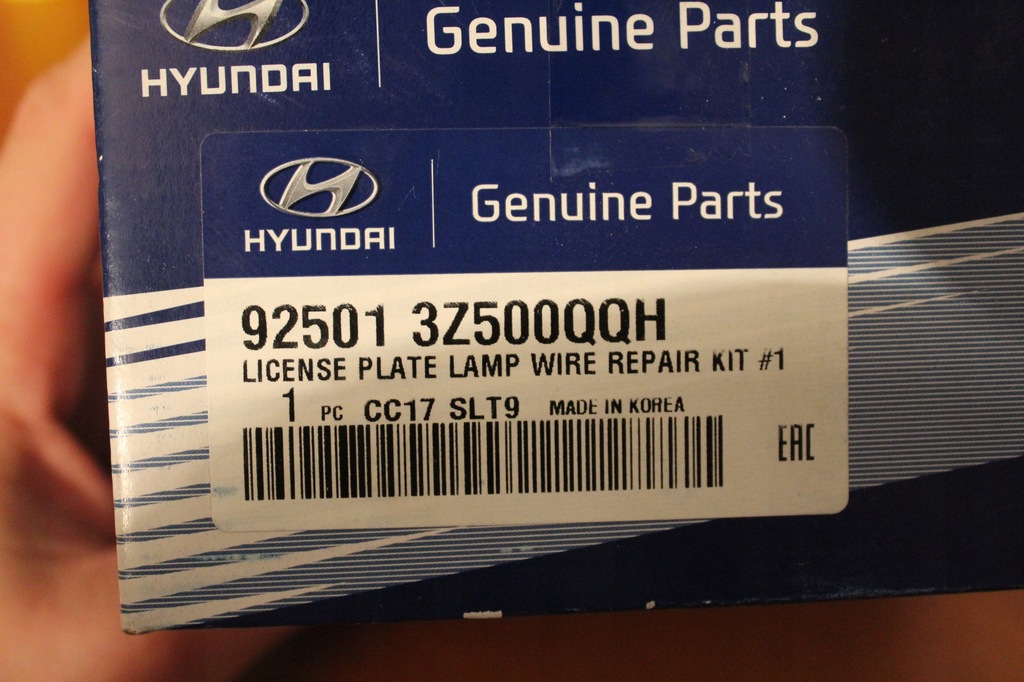 Genuine Parts
HYUNDAI
Genuine Parts
HYUNDAI
92501 3Z500QQH
LICENSE PLATE LAMP WIRE REPAIR KIT #1
1 PC CC17 SLT9 MADE IN KOREA
EAC